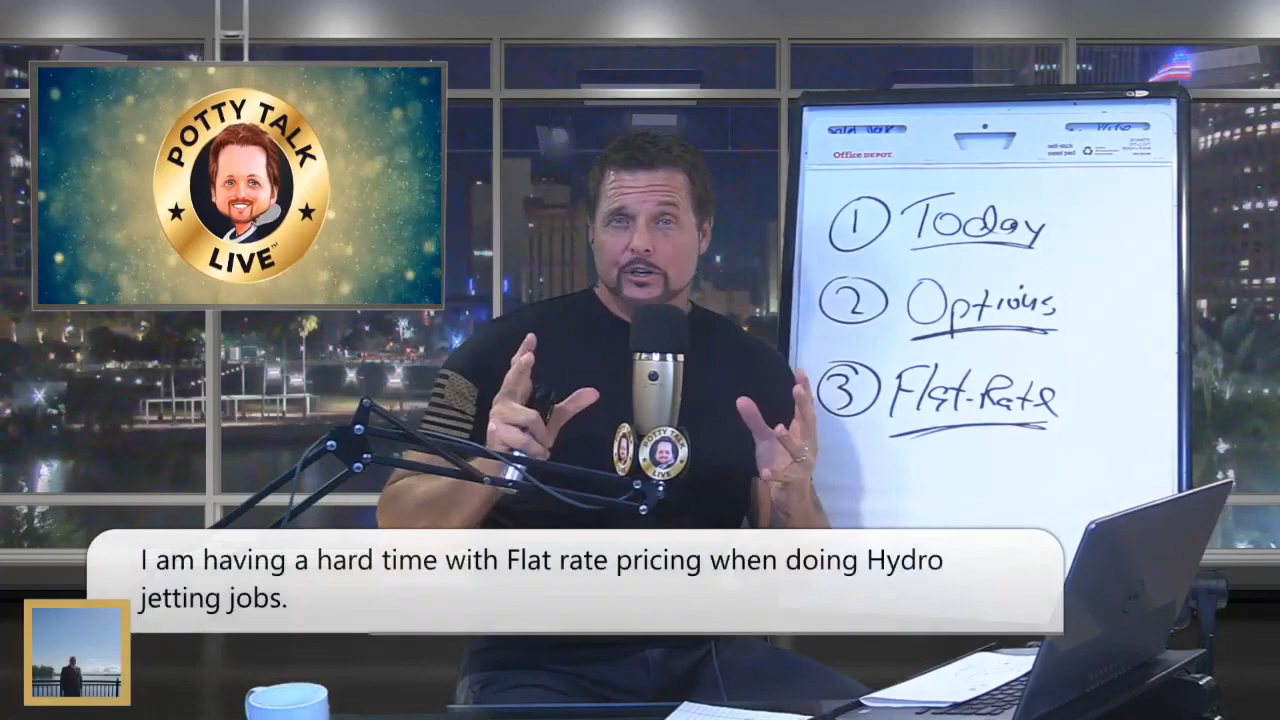 POTTY TALK
LIVE™
Office DEPOT
1 Today
2 Options
3 Flat-Rate
POTTY TALK
LIVE
I am having a hard time with Flat rate pricing when doing Hydro
jetting jobs.